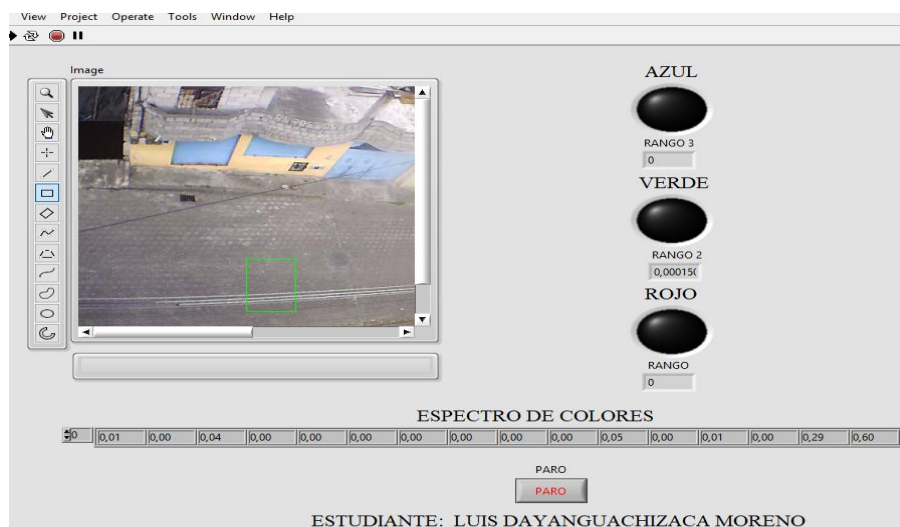 View Project Operate Tools Window Help
Image
AZUL
RANGO 3
0
VERDE
RANGO 2
0,00015(
ROJO
RANGO
0
ESPECTRO DE COLORES
0 0,01 0,00 0,04 0,00 0,00 0,00 0,00 0,00 0,00 0,00 0,05 0,00 0,01 0,00 0,29 0,60
PARO
PARO
ESTUDIANTE: LUIS DAYANGUACHIZACA MORENO